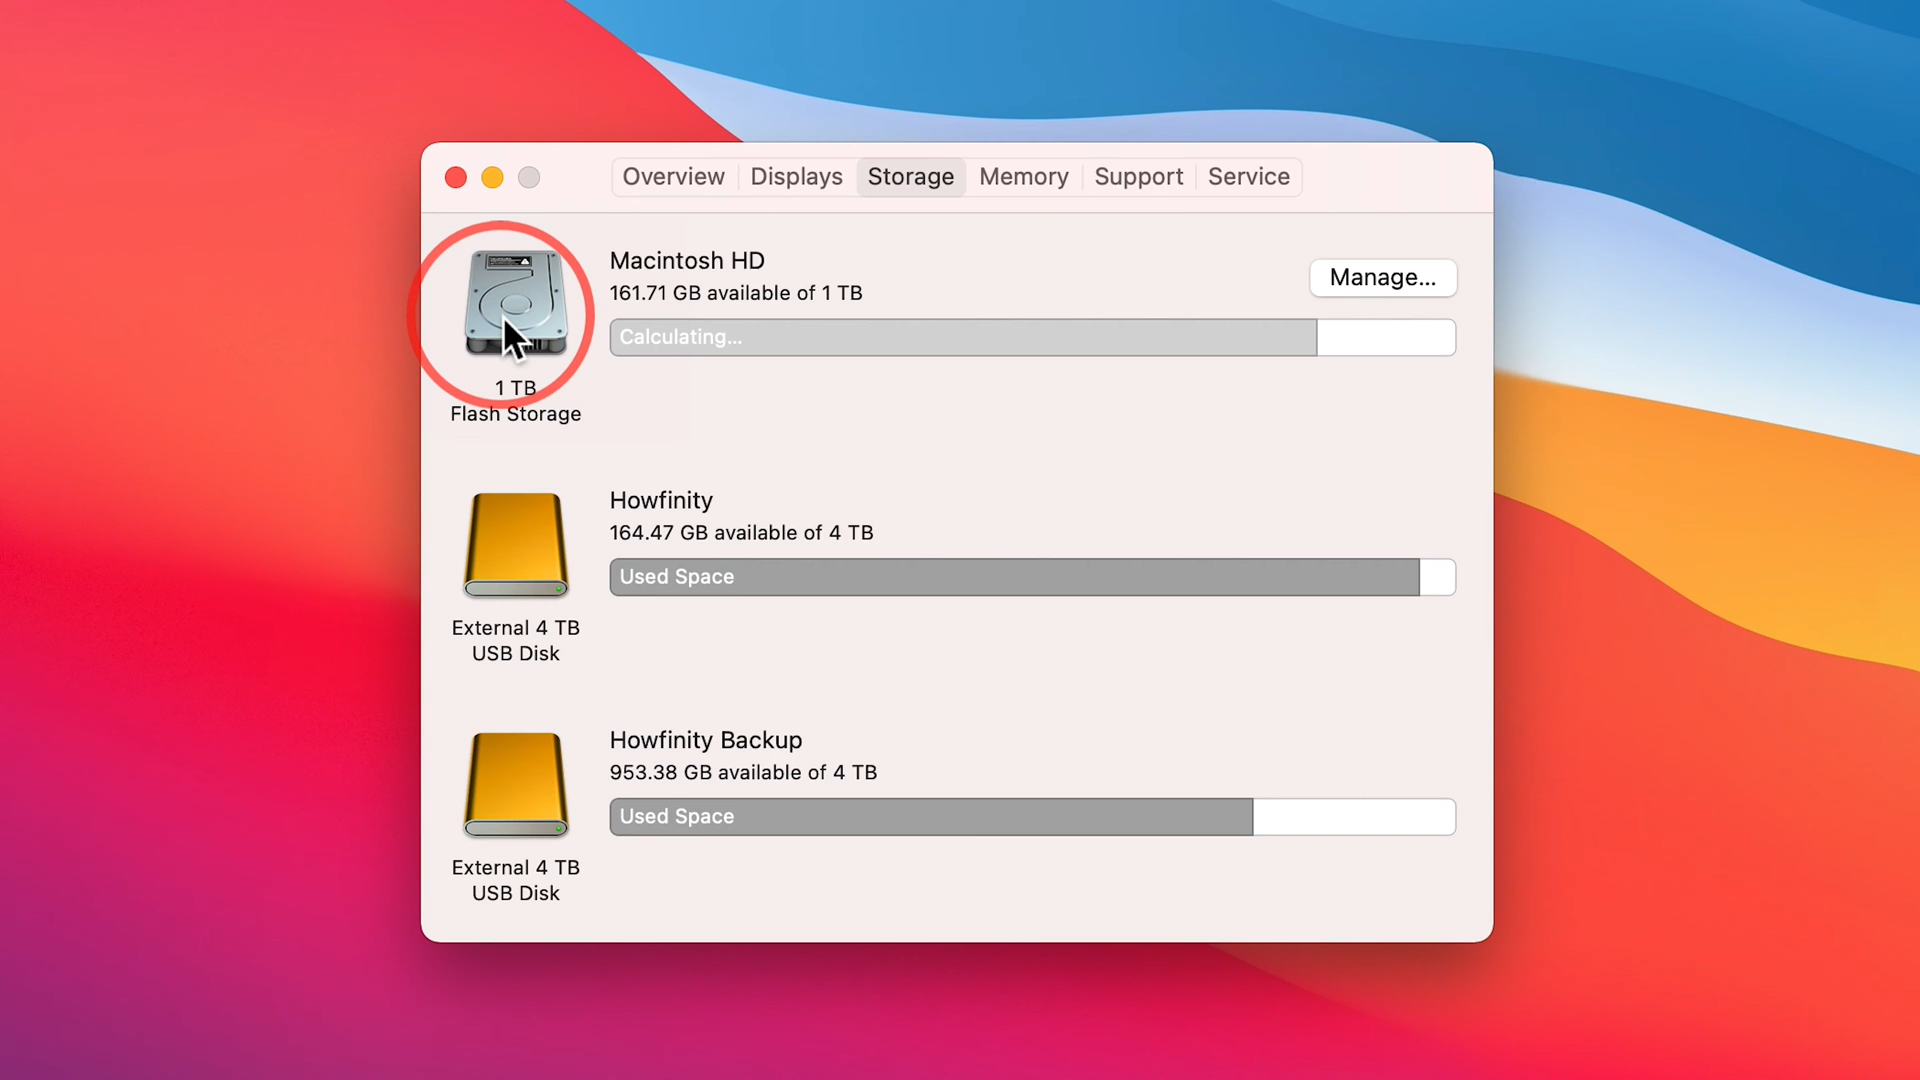 Overview Displays Storage Memory Support Service
Macintosh HD
161.71 GB available of 1 TB
Manage...
Calculating...
1 TB
Flash Storage
Howfinity
164.47 GB available of 4 TB
Used Space
External 4 TB
USB Disk
Howfinity Backup
953.38 GB available of 4 TB
Used Space
External 4 TB
USB Disk